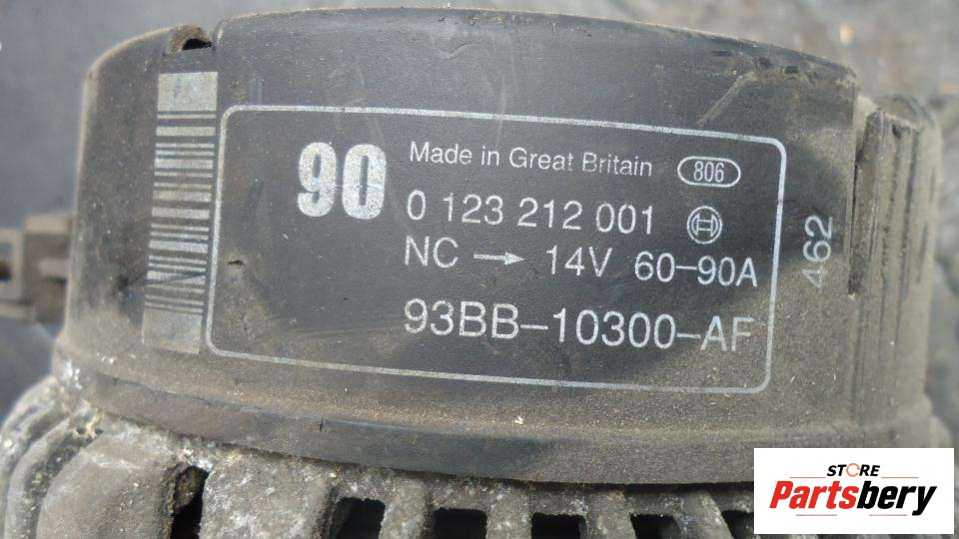 90
Made in Great Britain 806
0 123 212 001
NC → 14V 60-90A
93BB-10300-AF
462
STORE
Partsbery